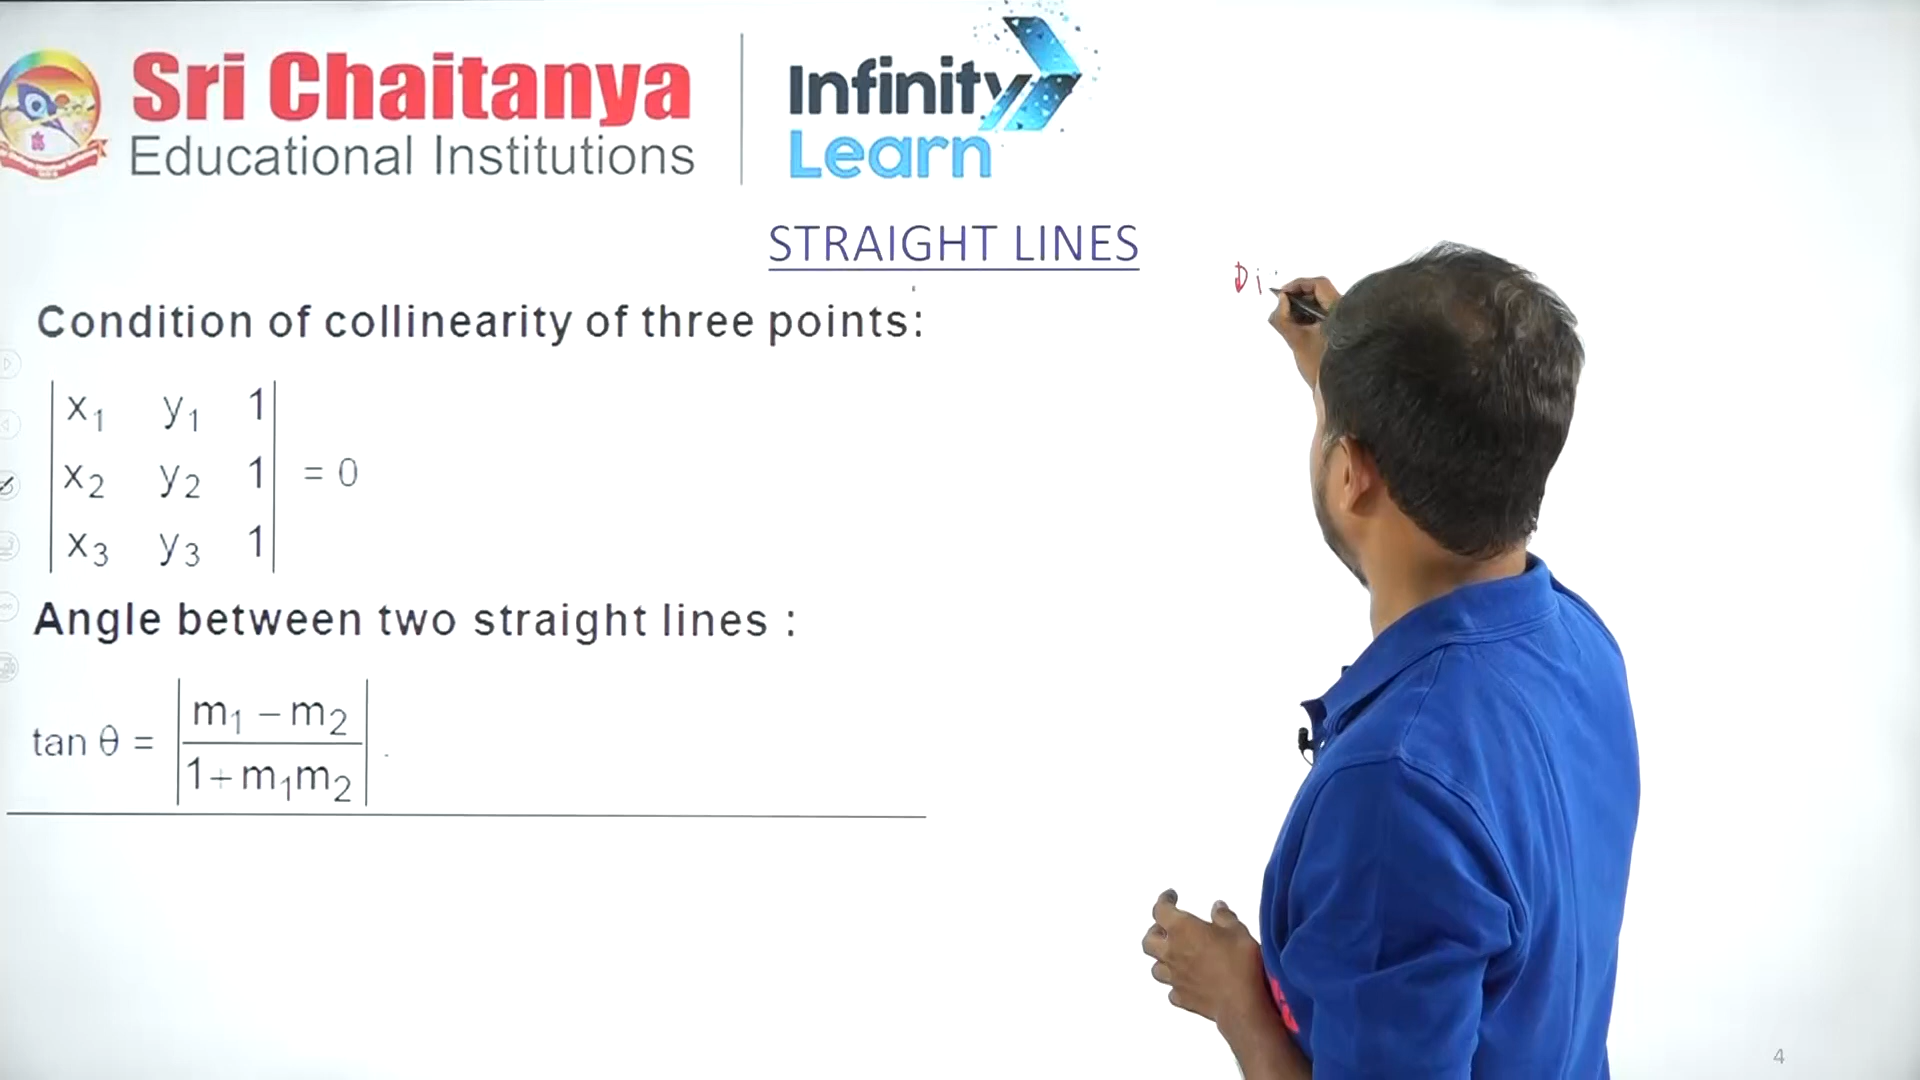 Sri Chaitanya
Educational Institutions
Infinity
Learn
STRAIGHT LINES
Di
Condition of collinearity of three points:
x₁ y₁ 1
x₂ y₂ 1 = 0
x₃ y₃ 1
Angle between two straight lines :
tan θ = |m₁ – m₂ / 1+m₁m₂| .
4